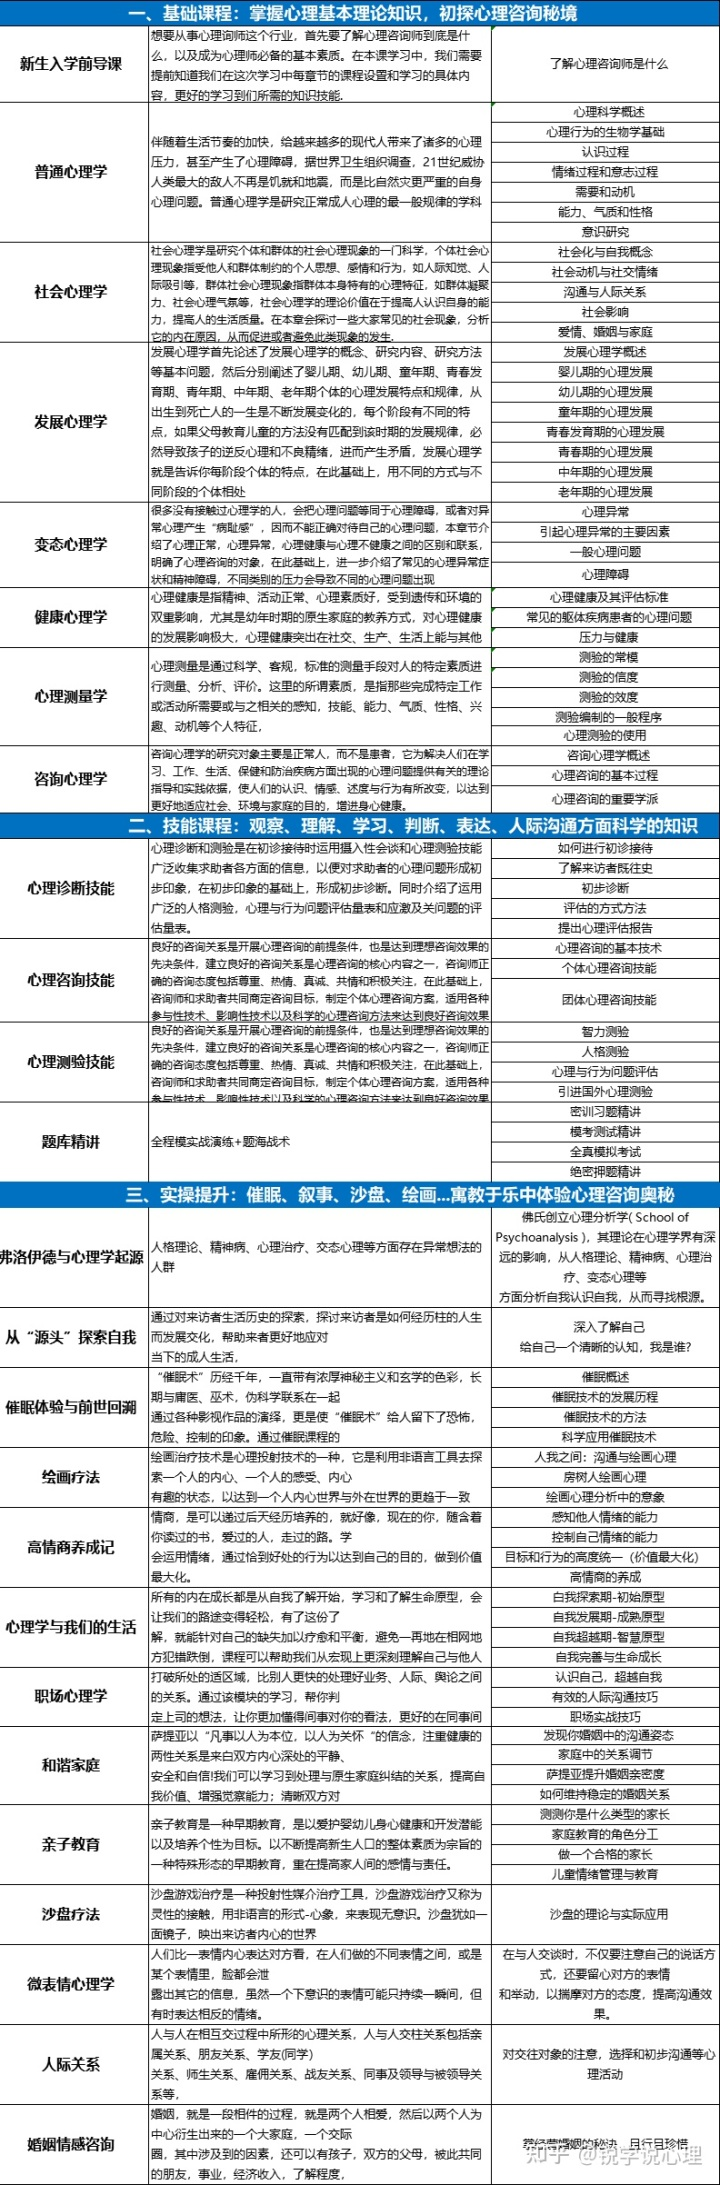 一、基础课程：掌握心理基本理论知识，初探心理咨询秘境
新生入学前导课
想要从事心理询师这个行业，首先要了解心理咨询师到底是什
么，以及成为心理师必备的基本素质。在本课学习中，我们需要
提前知道我们在这次学习中每章节的课程设置和学习的具体内
容，更好的学习到们所需的知识技能.
了解心理咨询师是什么
普通心理学
伴随着生活节奏的加快，给越来越多的现代人带来了诸多的心理
压力，甚至产生了心理障碍，据世界卫生组织调查，21世纪威协
人类最大的敌人不再是饥就和地震，而是比自然灾更严重的自身
心理问题。普通心理学是研究正常成人心理的最一般规律的学科
心理科学概述
心理行为的生物学基础
认识过程
情绪过程和意志过程
需要和动机
能力、气质和性格
意识研究
社会心理学
社会心理学是研究个体和群体的社会心理现象的一门科学，个体社会心
理现象指受他人和群体制约的个人思想、感情和行为，如人际知觉、人
际吸引等，群体社会心理现象指群体本身特有的心理特征，如群体凝聚
力、社会心理气氛等，社会心理学的理论价值在于提高人认识自身的能
力，提高人的生活质量。在本章会探讨一些大家常见的社会现象，分析
它的内在原因，从而促进或者避免此类现象的发生.
社会化与自我概念
社会动机与社交情绪
沟通与人际关系
社会影响
爱情、婚姻与家庭
发展心理学
发展心理学首先论述了发展心理学的概念、研究内容、研究方法
等基本问题，然后分别阐述了婴儿期、幼儿期、童年期、青春发
育期、青年期、中年期、老年期个体的心理发展特点和规律，从
出生到死亡人的一生是不断发展变化的，每个阶段有不同的特
点，如果父母教育儿童的方法没有匹配到该时期的发展规律，必
然导致孩子的逆反心理和不良精绪，进而产生矛盾，发展心理学
就是告诉你每阶段个体的特点，在此基础上，用不同的方式与不
同阶段的个体相处
发展心理学概述
婴儿期的心理发展
幼儿期的心理发展
童年期的心理发展
青春发育期的心理发展
青春期的心理发展
中年期的心理发展
老年期的心理发展
变态心理学
很多没有接触过心理学的人，会把心理问题等同于心理障碍，或者对异
常心理产生“病耻感”，因而不能正确对待自己的心理问题，本章节介
绍了心理正常，心理异常，心理健康与心理不健康之间的区别和联系，
明确了心理咨询的对象，在此基础上，进一步介绍了常见的心理异常症
状和精神障碍，不同类别的压力会导致不同的心理问题出现
心理异常
引起心理异常的主要因素
一般心理问题
心理障碍
健康心理学
心理健康是指精神、活动正常、心理素质好，受到遗传和环境的
双重影响，尤其是幼年时期的原生家庭的教养方式，对心理健康
的发展影响极大，心理健康突出在社交、生产、生活上能与其他
心理健康及其评估标准
常见的躯体疾病患者的心理问题
压力与健康
心理测量学
心理测量是通过科学、客规，标准的测量手段对人的特定素质进
行测量、分析、评价。这里的所谓素质，是指那些完成特定工作
或活动所需要或与之相关的感知，技能、能力、气质、性格、兴
趣、动机等个人特征，
测验的常模
测验的信度
测验的效度
测验编制的一般程序
心理测验的使用
咨询心理学
咨询心理学的研究对象主要是正常人，而不是患者，它为解决人们在学
习、工作、生活、保健和防治疾病方面出现的心理问题提供有关的理论
指导和实践依据，使人们的认识、情感、述度与行为有所改变，以达到
更好地适应社会、环境与家庭的目的，增进身心健康。
咨询心理学概述
心理咨询的基本过程
心理咨询的重要学派
二、技能课程：观察、理解、学习、判断、表达、人际沟通方面科学的知识
心理诊断技能
心理诊断和测验是在初诊接待时运用摄入性会谈和心理测验技能
广泛收集求助者各方面的信息，以便对求助者的心理问题形成初
步印象，在初步印象的基础上，形成初步诊断。同时介绍了运用
广泛的人格测验，心理与行为问题评估量表和应激及关问题的评
估量表。
如何进行初诊接待
了解来访者既往史
初步诊断
评估的方式方法
提出心理评估报告
心理咨询技能
良好的咨询关系是开展心理咨询的前提条件，也是达到理想咨询效果的
先决条件，建立良好的咨询关系是心理咨询的核心内容之一，咨询师正
确的咨询态度包括尊重、热情、真诚、共情和积极关注，在此基础上，
咨询师和求助者共同商定咨询目标，制定个体心理咨询方案，适用各种
参与性技术、影响性技术以及科学的心理咨询方法来达到良好咨询效果
心理咨询的基本技术
个体心理咨询技能
团体心理咨询技能
心理测验技能
良好的咨询关系是开展心理咨询的前提条件，也是达到理想咨询效果的
先决条件，建立良好的咨询关系是心理咨询的核心内容之一，咨询师正
确的咨询态度包括尊重、热情、真诚、共情和积极关注，在此基础上，
咨询师和求助者共同商定咨询目标，制定个体心理咨询方案，适用各种
参与性技术、影响性技术以及科学的心理咨询方法来达到良好咨询效果
智力测验
人格测验
心理与行为问题评估
引进国外心理测验
题库精讲
全程模实战演练+题海战术
密训习题精讲
模考测试精讲
全真模拟考试
绝密押题精讲
三、实操提升：催眠、叙事、沙盘、绘画...寓教于乐中体验心理咨询奥秘
弗洛伊德与心理学起源
人格理论、精神病、心理治疗、交态心理等方面存在异常想法的
人群
佛氏创立心理分析学( School of
Psychoanalysis )，其理论在心理学界有深
远的影响，从人格理论、精神病、心理治
疗、变态心理等
方面分析自我认识自我，从而寻找根源。
从“源头”探索自我
通过对来访者生活历史的探索，探讨来访者是如何经历柱的人生
而发展交化，帮助来者更好地应对
当下的成人生活，
深入了解自己
给自己一个清晰的认知，我是谁?
催眠体验与前世回溯
“催眠术”历经千年，一直带有浓厚神秘主义和玄学的色彩，长
期与庸医、巫术，伪科学联系在一起
通过各种影视作品的演绎，更是使“催眠术”给人留下了恐怖，
危险、控制的印象。通过催眠课程的
催眠概述
催眠技术的发展历程
催眠技术的方法
科学应用催眠技术
绘画疗法
绘画治疗技术是心理投射技术的一种，它是利用非语言工具去探
索一个人的内心、一个人的感受、内心
有趣的状态，以达到一个人内心世界与外在世界的更趋于一致
人我之间：沟通与绘画心理
房树人绘画心理
绘画心理分析中的意象
高情商养成记
情商，是可以递过后天经历培养的，就好像，现在的你，随含着
你读过的书，爱过的人，走过的路。学
会运用情绪，通过恰到好处的行为以达到自己的目的，做到价值
最大化。
感知他人情绪的能力
控制自己情绪的能力
目标和行为的高度统一（价值最大化）
高情商的养成
心理学与我们的生活
所有的内在成长都是从自我了解开始，学习和了解生命原型，会
让我们的路途变得轻松，有了这份了
解，就能针对自己的缺失加以疗愈和平衡，避免一再地在相网地
方犯错跌倒，课程可以帮助我们从宏现上更深刻理解自己与他人
白我探索期-初始原型
自我发展期-成熟原型
自我超越期-智慧原型
自我完善与生命成长
职场心理学
打破所处的适区域，比别人更快的处理好业务、人际、舆论之间
的关系。通过该模块的学习，帮你判
定上司的想法，让你更加懂得间事对你的看法，更好的在同事间
认识自己，超越自我
有效的人际沟通技巧
职场实战技巧
和谐家庭
萨提亚以“凡事以人为本位，以人为关怀“的信念，注重健康的
两性关系是来白双方内心深处的平静、
安全和自信!我们可以学习到处理与原生家庭纠结的关系，提高自
我价值、增强觉察能力；清晰双方对
发现你婚姻中的沟通姿态
家庭中的关系调节
萨提亚提升婚姻亲密度
如何维持稳定的婚姻关系
亲子教育
亲子教育是一种早期教育，是以爱护婴幼儿身心健康和开发潜能
以及培养个性为目标。以不断提高新生人口的整体素质为宗旨的
一种特殊形态的早期教育，重在提高家人间的感情与责任。
测测你是什么类型的家长
家庭教育的角色分工
做一个合格的家长
儿童情绪管理与教育
沙盘疗法
沙盘游戏治疗是一种投射性媒介治疗工具，沙盘游戏治疗又称为
灵性的接触，用非语言的形式-心象，来表现无意识。沙盘犹如一
面镜子，映出来访者内心的世界
沙盘的理论与实际应用
微表情心理学
人们比一表情内心表达对方看，在人们做的不同表情之间，或是
某个表情里，脸都会泄
露出其它的信息，虽然一个下意识的表情可能只持续一瞬间，但
有时表达相反的情绪。
在与人交谈时，不仅要注意自己的说话方
式，还要留心对方的表情
和举动，以揣摩对方的态度，提高沟通效
果。
人际关系
人与人在相互交过程中所形的心理关系，人与人交柱关系包括亲
属关系、朋友关系、学友(同学)
关系、师生关系、雇佣关系、战友关系、同事及领导与被领导关
系等，
对交往对象的注意，选择和初步沟通等心
理活动
婚姻情感咨询
婚姻，就是一段相件的过程，就是两个人相爱，然后以两个人为
中心衍生出来的一个大家庭，一个交际
圈，其中涉及到的因素，还可以有孩子，双方的父母，被此共同
的朋友，事业，经济收入，了解程度，
经营婚姻的秘诀，且行且珍惜
知乎 @锐学说心理